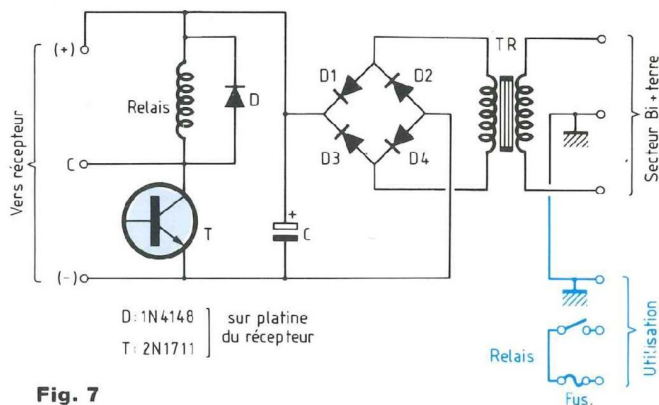 (+)
TR
D1
D2
Relais
D
Vers récepteur
C
D3
D4
Secteur Bi + terre
+
C
T
(-)
D: 1N4148
T: 2N1711
sur platine
du récepteur
Relais
Utilisation
Fus.
Fig. 7